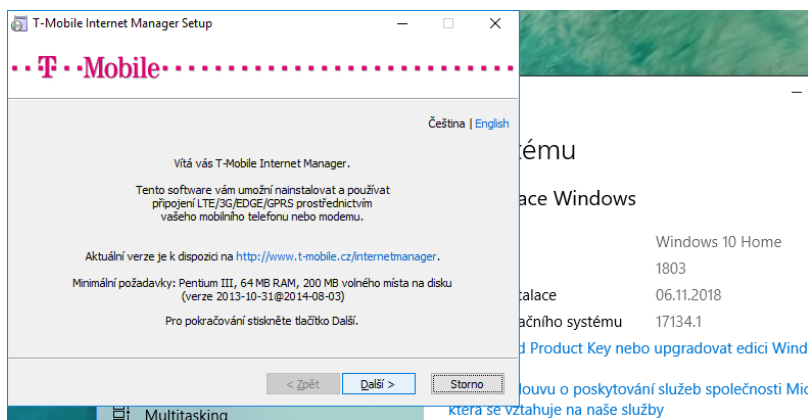 T-Mobile Internet Manager Setup
T Mobile
Čeština | English
Vítá vás T-Mobile Internet Manager.
Tento software vám umožní nainstalovat a používat
připojení LTE/3G/EDGE/GPRS prostřednictvím
vašeho mobilního telefonu nebo modemu.
Aktuální verze je k dispozici na http://www.t-mobile.cz/internetmanager.
Minimální požadavky: Pentium III, 64 MB RAM, 200 MB volného místa na disku
(verze 2013-10-31@2014-08-03)
Pro pokračování stiskněte tlačítko Další.
< Zpět
Další >
Storno
ému
ace Windows
Windows 10 Home
1803
talace 06.11.2018
ačního systému 17134.1
d Product Key nebo upgradovat edici Wind
louvu o poskytování služeb společnosti Mic
která se vztahuje na naše služby
Multitasking